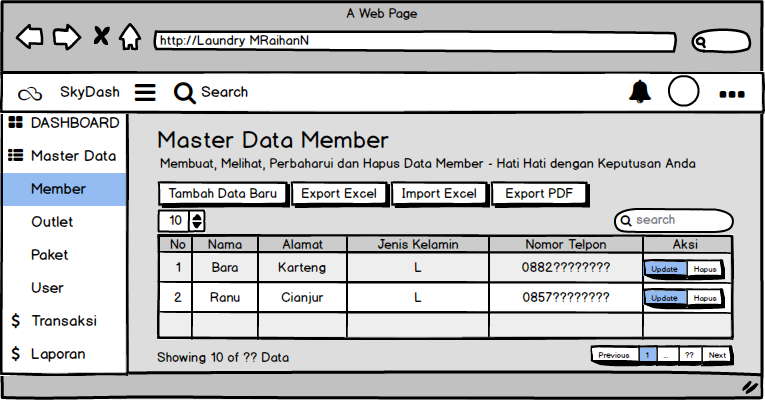 A Web Page
http://Laundry MRaihanN
SkyDash Search
DASHBOARD
Master Data
Member
Outlet
Paket
User
$ Transaksi
$ Laporan
Master Data Member
Membuat, Melihat, Perbaharui dan Hapus Data Member - Hati Hati dengan Keputusan Anda
Tambah Data Baru Export Excel Import Excel Export PDF
10 search
No Nama Alamat Jenis Kelamin Nomor Telpon Aksi
1 Bara Karteng L 0882???????? Update Hapus
2 Ranu Cianjur L 0857???????? Update Hapus
Showing 10 of ?? Data
Previous 1 ... ?? Next